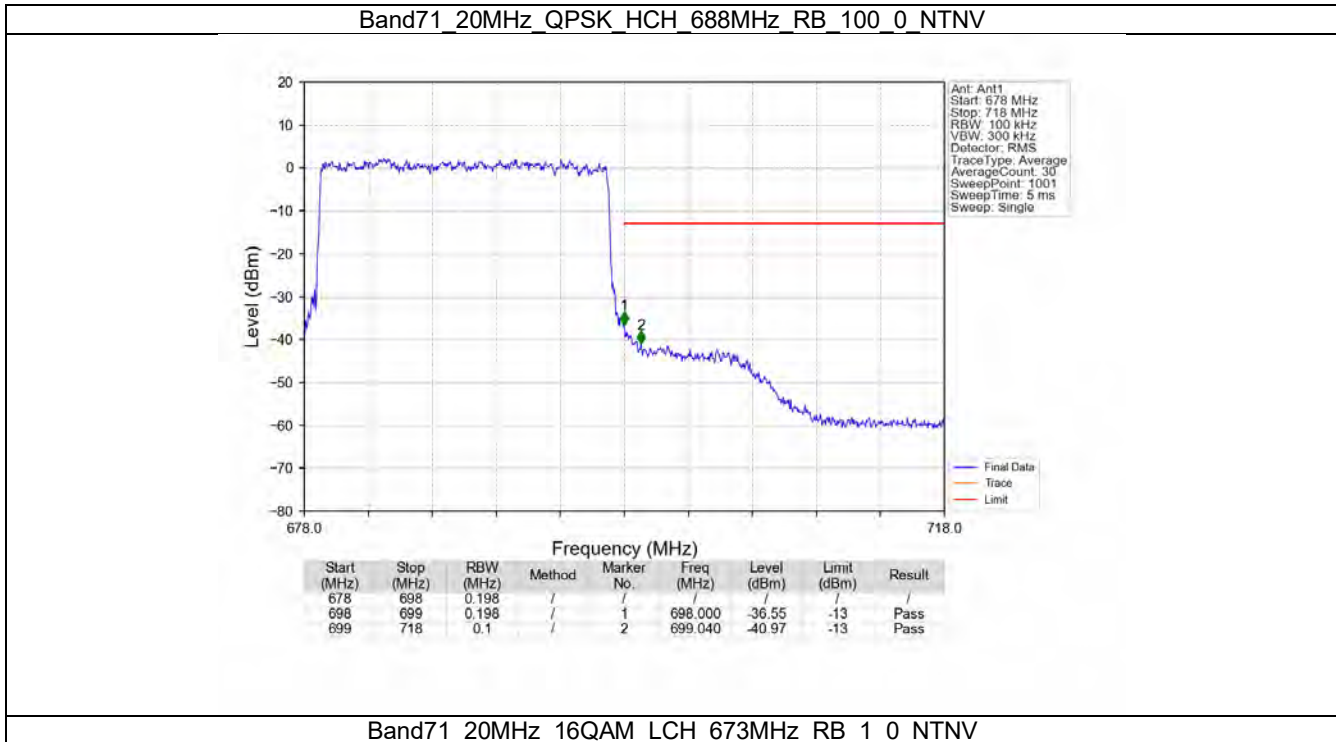 Band71_20MHz_QPSK_HCH_688MHz_RB_100_0_NTNV
Ant: Ant1
Start: 678 MHz
Stop: 718 MHz
RBW: 100 kHz
VBW: 300 kHz
Detector: RMS
TraceType: Average
AverageCount: 30
SweepPoint: 1001
SweepTime: 5 ms
Sweep: Single
20
10
0
−10
−20
−30
−40
−50
−60
−70
−80
Level (dBm)
1
2
Final Data
Trace
Limit
678.0 718.0
Frequency (MHz)
Start (MHz) Stop (MHz) RBW (MHz) Method Marker No. Freq (MHz) Level (dBm) Limit (dBm) Result
678 698 0.198 / / / / / /
698 699 0.198 / 1 698.000 -36.55 -13 Pass
699 718 0.1 / 2 699.040 -40.97 -13 Pass
Band71_20MHz_16QAM_LCH_673MHz_RB_1_0_NTNV